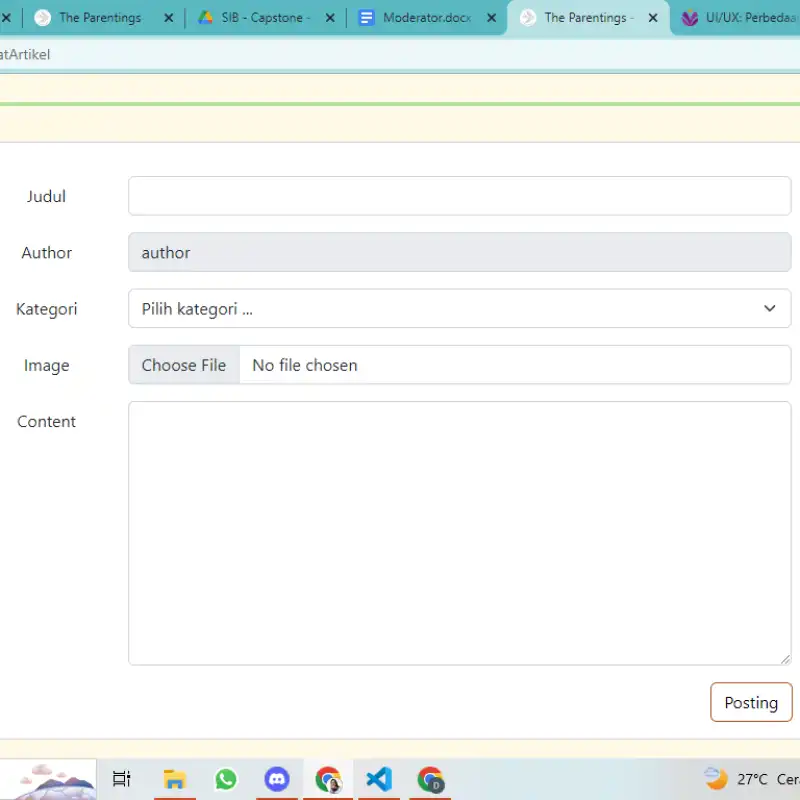 The Parentings
SIB - Capstone -
Moderator.docx
The Parentings -
UI/UX: Perbedaa
atArtikel
Judul
Author
author
Kategori
Pilih kategori ...
Image
Choose File
No file chosen
Content
Posting
D
27°C Cer